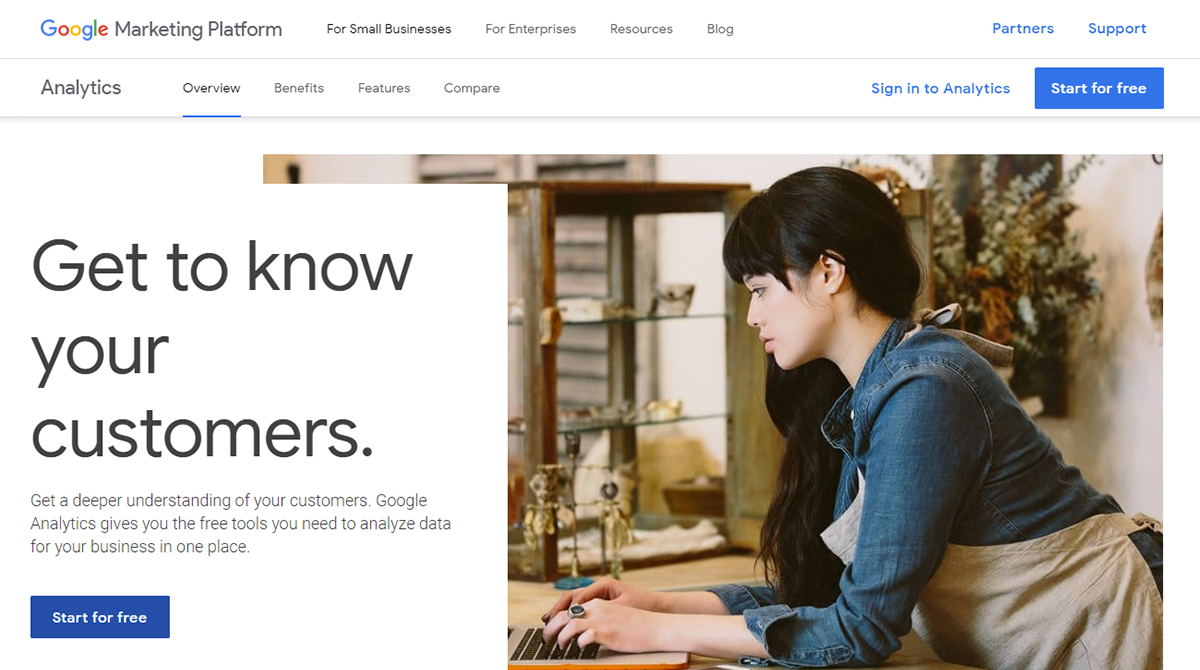 Google Marketing Platform For Small Businesses For Enterprises Resources Blog Partners Support
Analytics Overview Benefits Features Compare Sign in to Analytics Start for free
Get to know
your
customers.
Get a deeper understanding of your customers. Google
Analytics gives you the free tools you need to analyze data
for your business in one place.
Start for free